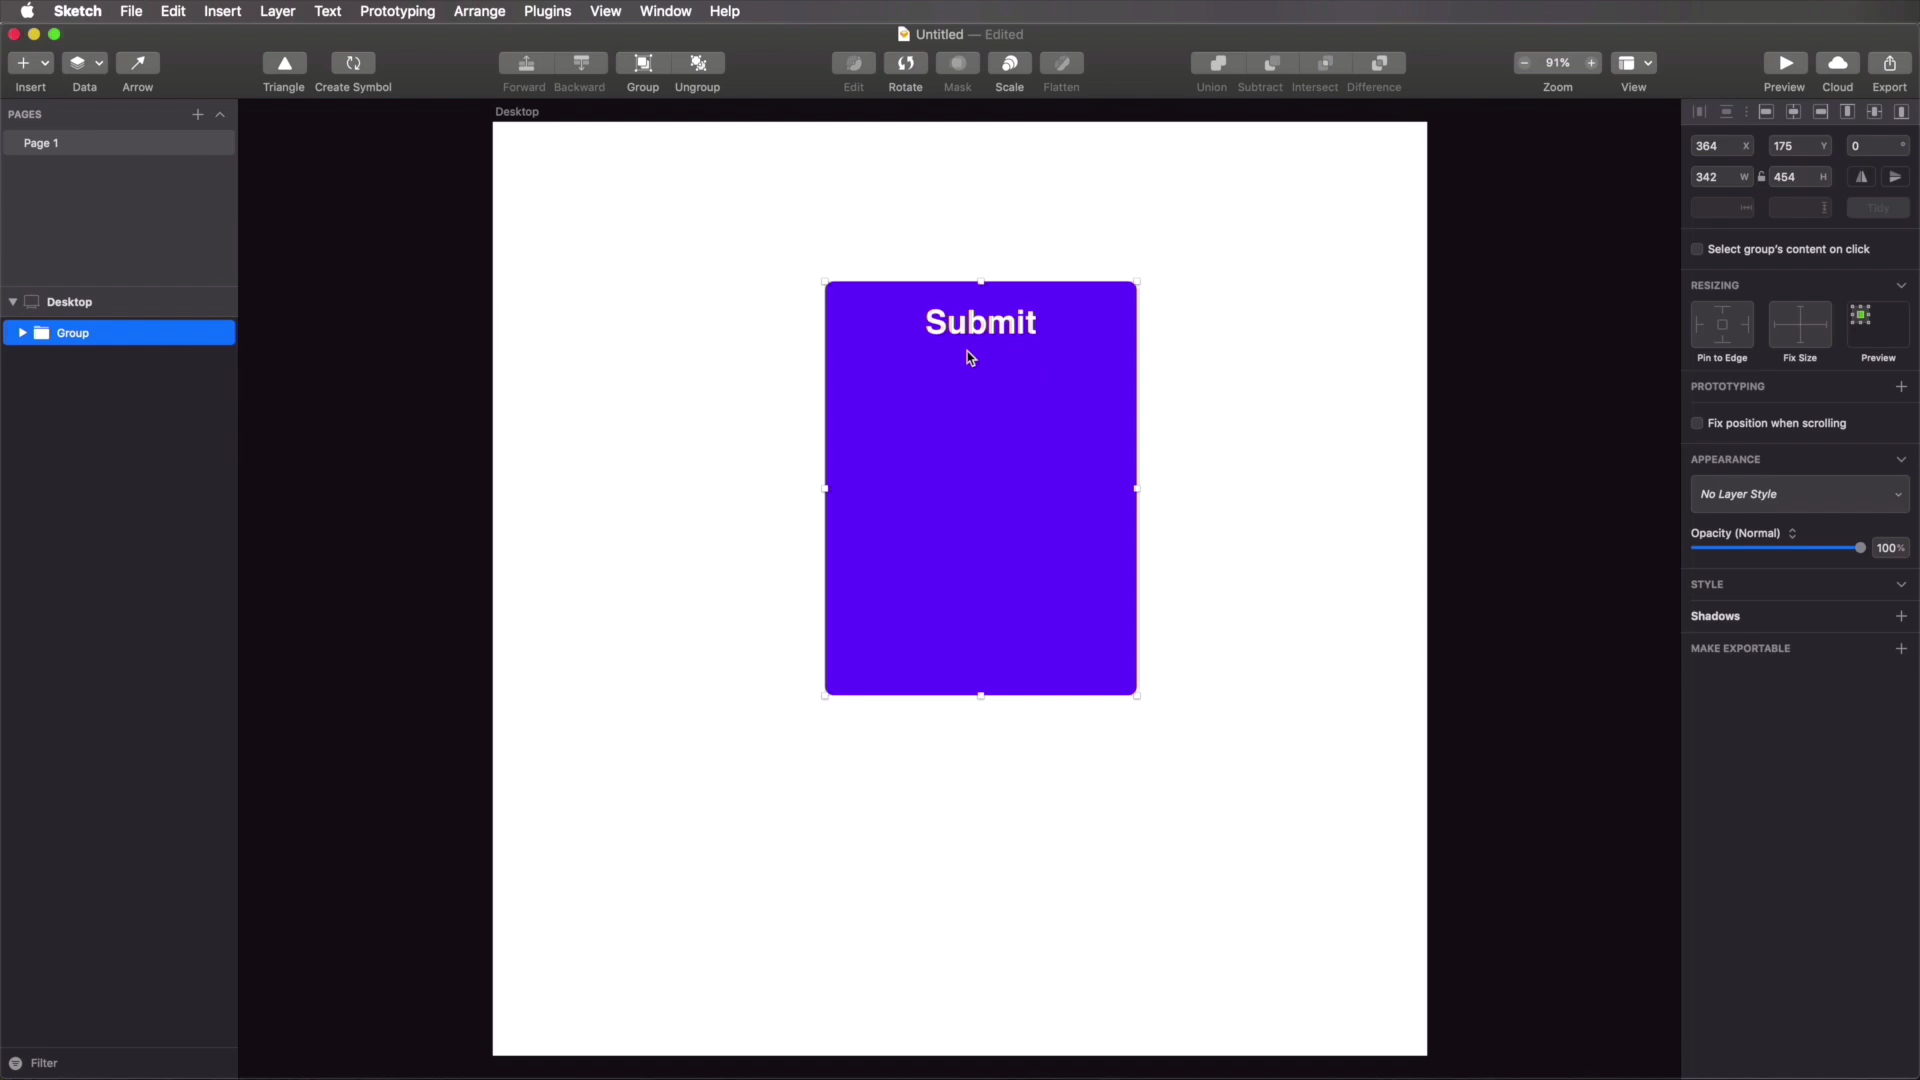 Sketch File Edit Insert Layer Text Prototyping Arrange Plugins View Window Help
Untitled — Edited
91%
Insert Data Arrow Triangle Create Symbol Forward Backward Group Ungroup Edit Rotate Mask Scale Flatten Union Subtract Intersect Difference Zoom View Preview Cloud Export
PAGES
Page 1
Desktop
Group
Filter
Desktop
Submit
364 X 175 Y 0 °
342 W 454 H
Tidy
Select group's content on click
RESIZING
Pin to Edge Fix Size Preview
PROTOTYPING
Fix position when scrolling
APPEARANCE
No Layer Style
Opacity (Normal)
100%
STYLE
Shadows
MAKE EXPORTABLE